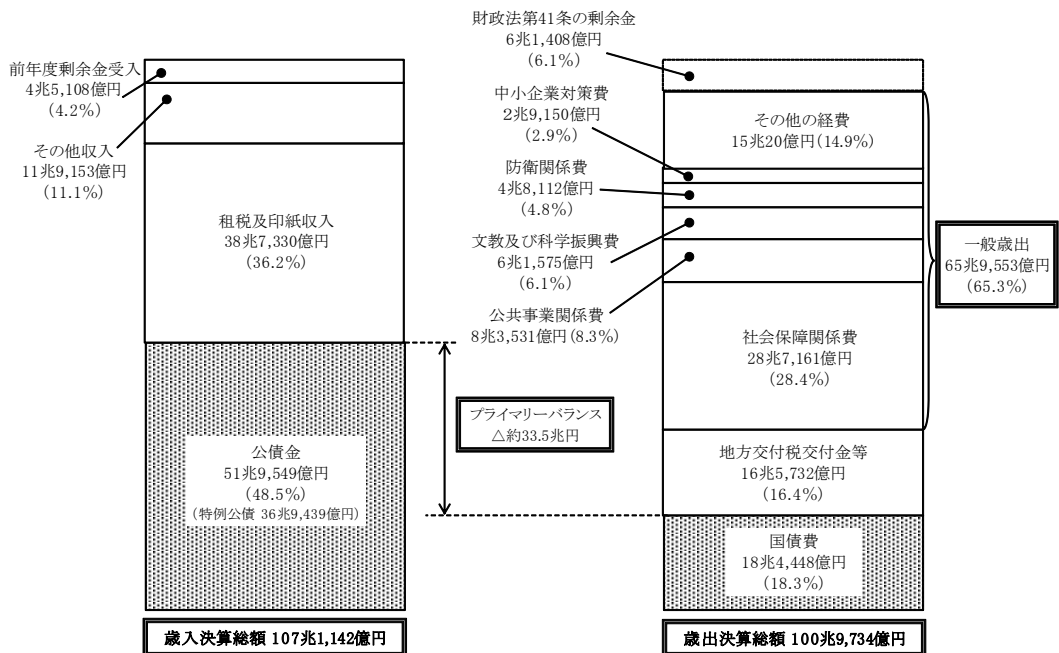 前年度剰余金受入
4兆5,108億円
(4.2%)
その他収入
11兆9,153億円
(11.1%)
租税及印紙収入
38兆7,330億円
(36.2%)
公債金
51兆9,549億円
(48.5%)
(特例公債 36兆9,439億円)
歳入決算総額 107兆1,142億円
プライマリーバランス
△約33.5兆円
財政法第41条の剰余金
6兆1,408億円
(6.1%)
中小企業対策費
2兆9,150億円
(2.9%)
防衛関係費
4兆8,112億円
(4.8%)
文教及び科学振興費
6兆1,575億円
(6.1%)
公共事業関係費
8兆3,531億円(8.3%)
その他の経費
15兆20億円(14.9%)
社会保障関係費
28兆7,161億円
(28.4%)
地方交付税交付金等
16兆5,732億円
(16.4%)
国債費
18兆4,448億円
(18.3%)
歳出決算総額 100兆9,734億円
一般歳出
65兆9,553億円
(65.3%)